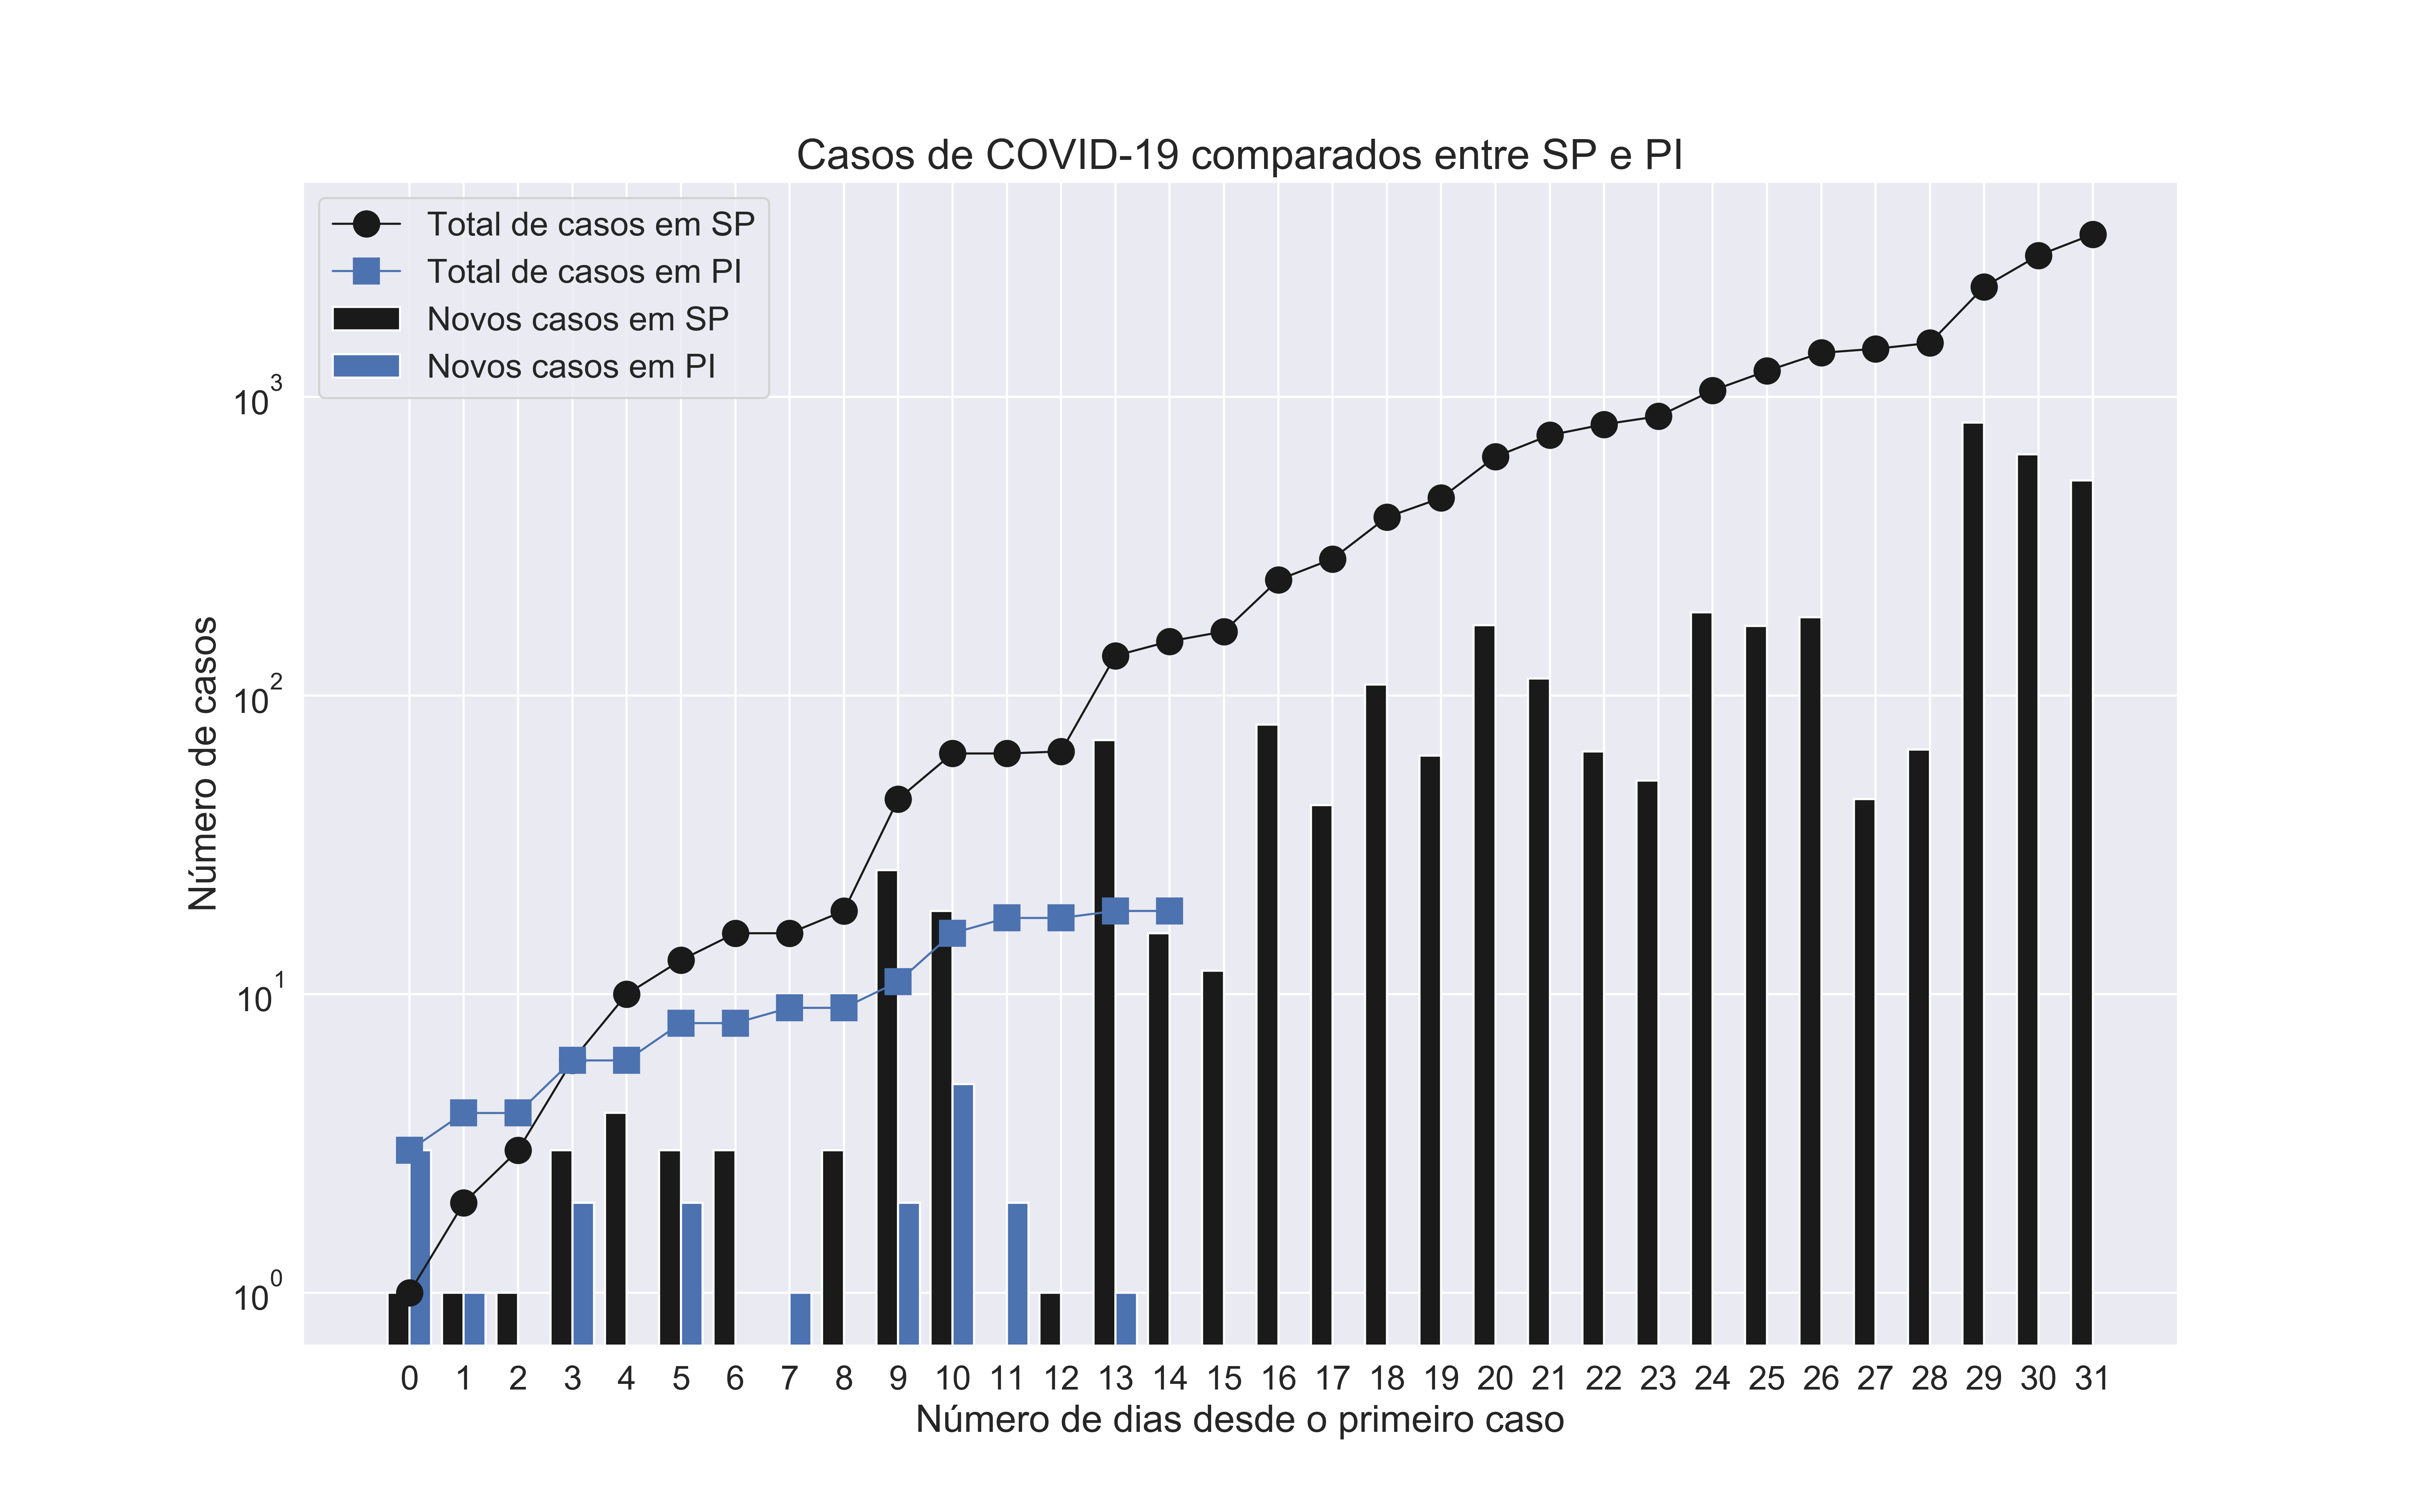 Casos de COVID-19 comparados entre SP e PI
Total de casos em SP
Total de casos em PI
Novos casos em SP
Novos casos em PI
Número de casos
10³
10²
10¹
10⁰
0 1 2 3 4 5 6 7 8 9 10 11 12 13 14 15 16 17 18 19 20 21 22 23 24 25 26 27 28 29 30 31
Número de dias desde o primeiro caso